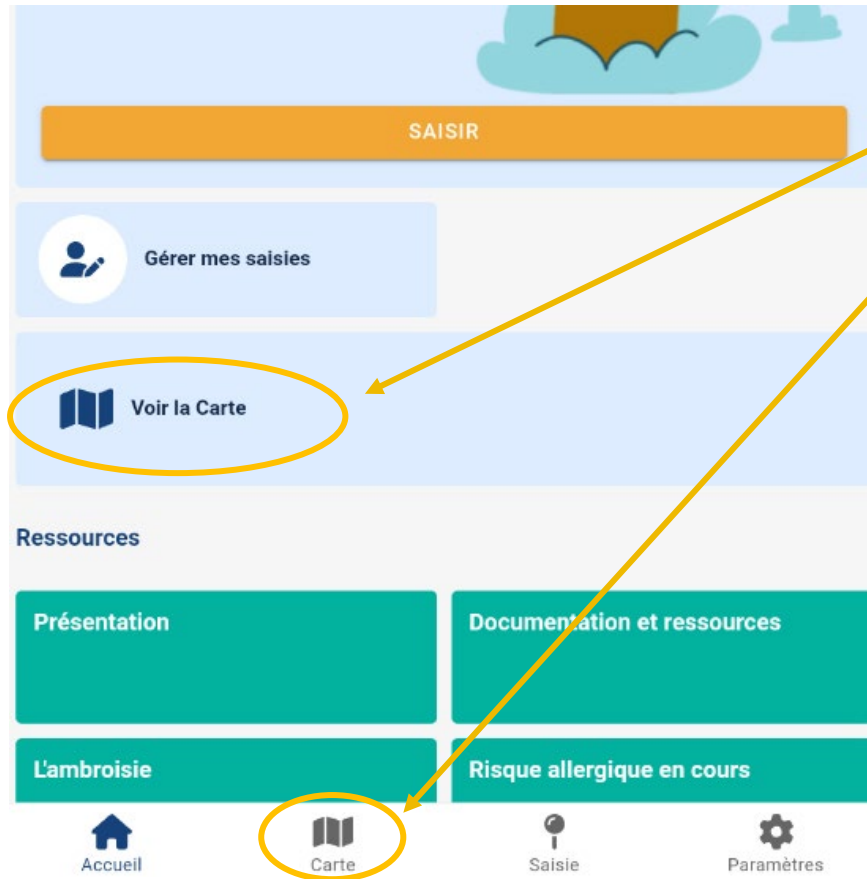 SAISIR
Gérer mes saisies
Voir la Carte
Ressources
Présentation
Documentation et ressources
L'ambroisie
Risque allergique en cours
Accueil
Carte
Saisie
Paramètres